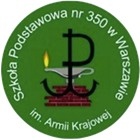 Szkoła Podstawowa nr 350 w Warszawie
im. Armii Krajowej